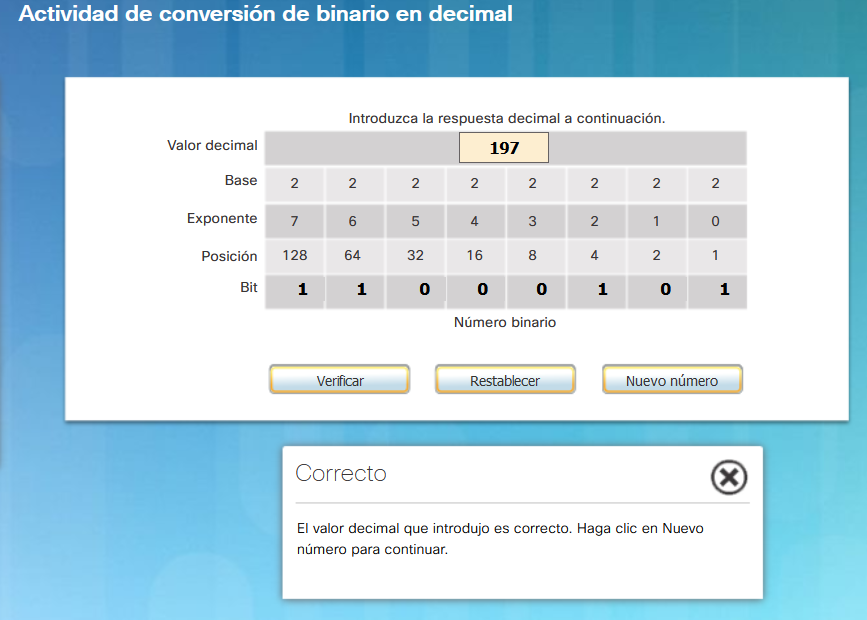 Actividad de conversión de binario en decimal
Introduzca la respuesta decimal a continuación.
Valor decimal 197
Base 2 2 2 2 2 2 2 2
Exponente 7 6 5 4 3 2 1 0
Posición 128 64 32 16 8 4 2 1
Bit 1 1 0 0 0 1 0 1
Número binario
Verificar Restablecer Nuevo número
Correcto
El valor decimal que introdujo es correcto. Haga clic en Nuevo
número para continuar.